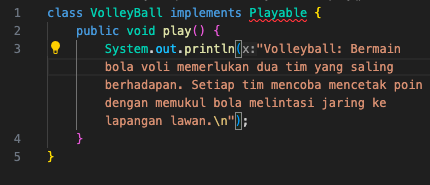 1 class VolleyBall implements Playable {
2 public void play() {
3 System.out.println(x:"Volleyball: Bermain
bola voli memerlukan dua tim yang saling
berhadapan. Setiap tim mencoba mencetak poin
dengan memukul bola melintasi jaring ke
lapangan lawan.\n");
4 }
5 }